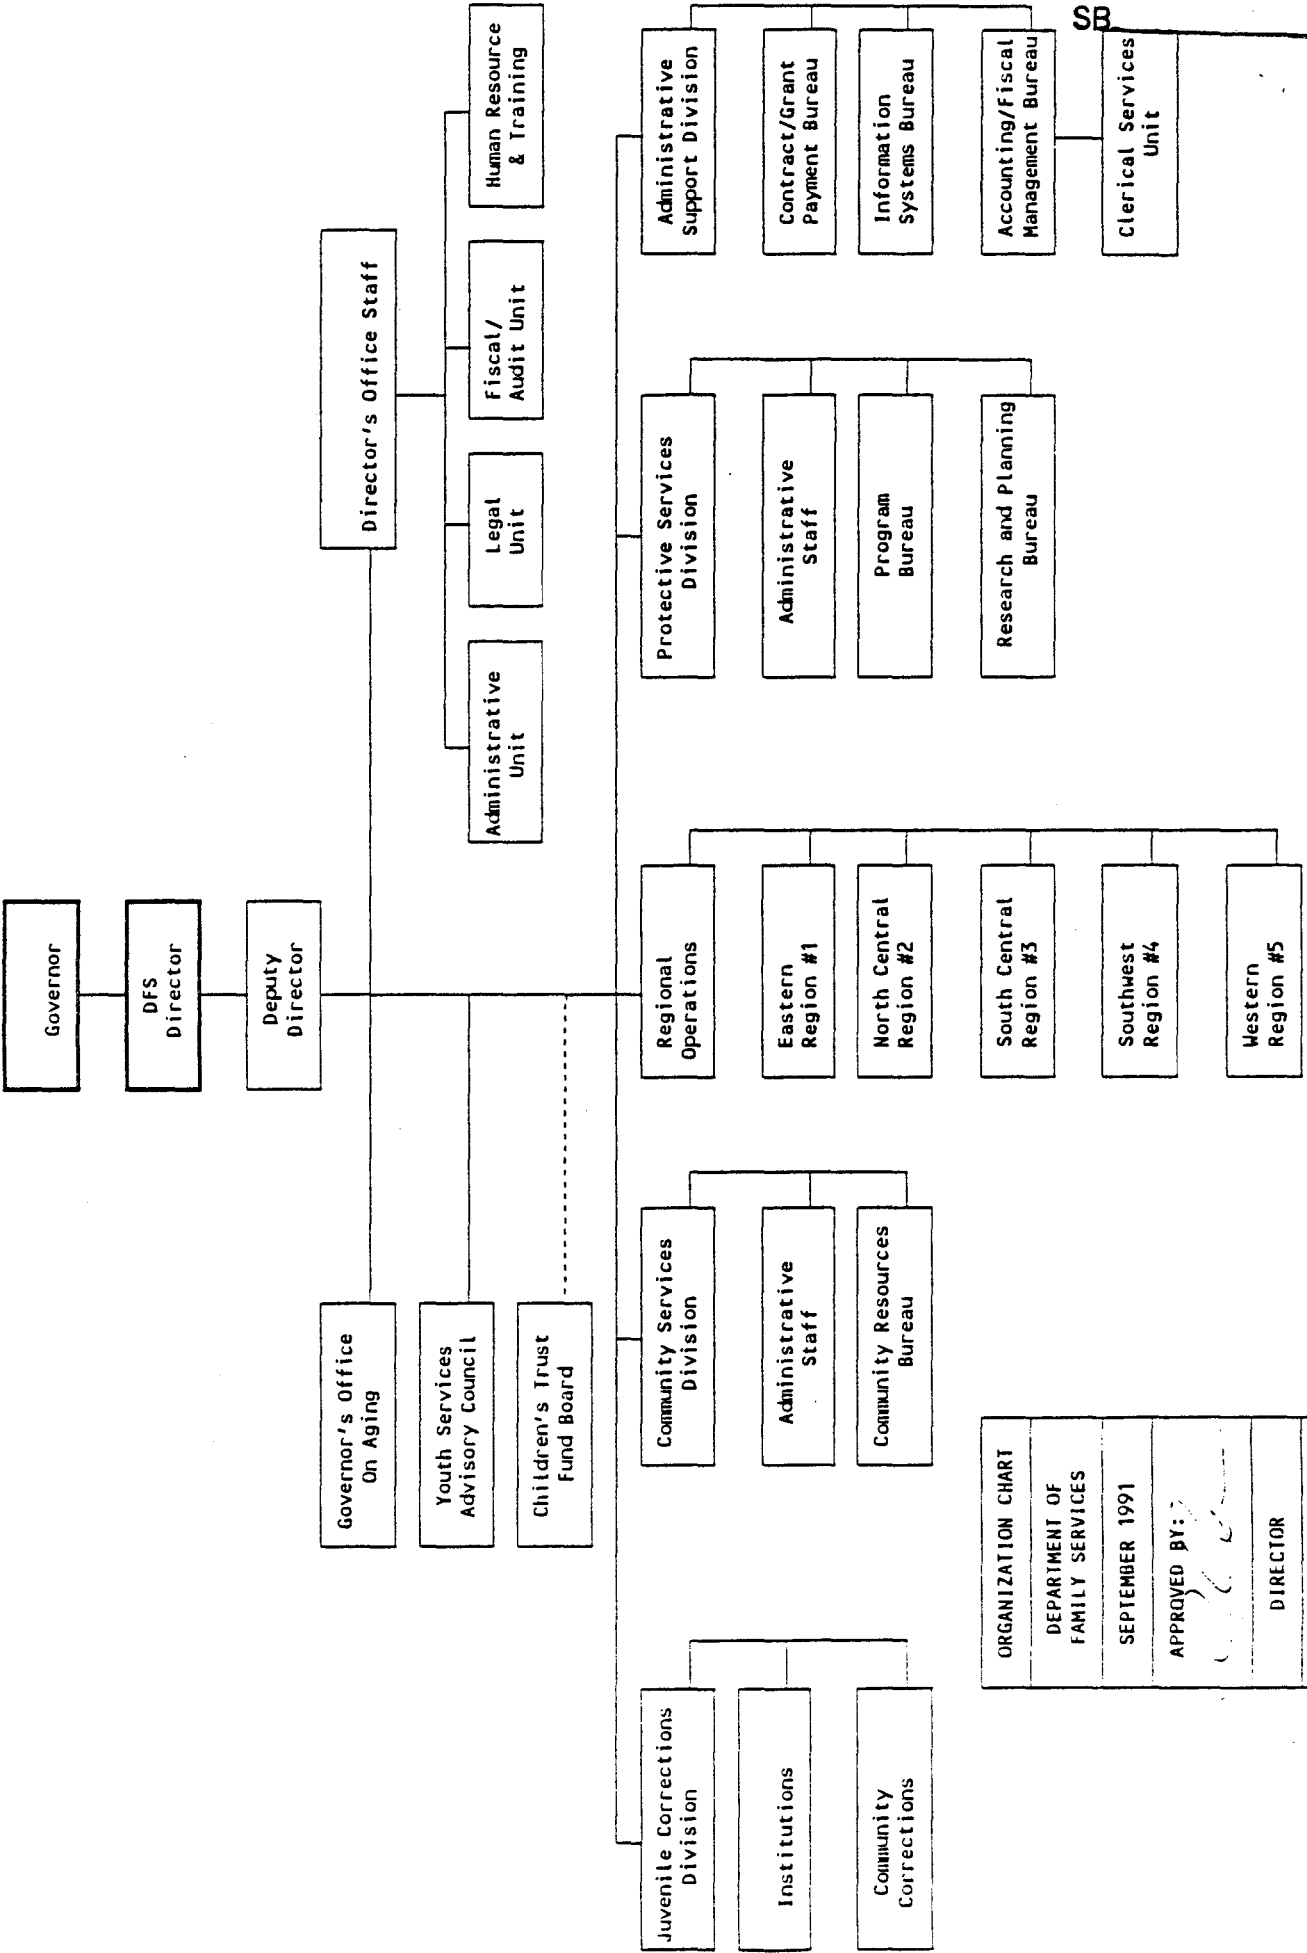 SB
Governor
DFS
Director
Deputy
Director
Governor's Office
On Aging
Director's Office Staff
Youth Services
Advisory Council
Children's Trust
Fund Board
Administrative
Unit
Legal
Unit
Fiscal/
Audit Unit
Human Resource
& Training
Juvenile Corrections
Division
Institutions
Community
Corrections
Community Services
Division
Administrative
Staff
Community Resources
Bureau
Regional
Operations
Eastern
Region #1
North Central
Region #2
South Central
Region #3
Southwest
Region #4
Western
Region #5
Protective Services
Division
Administrative
Staff
Program
Bureau
Research and Planning
Bureau
Administrative
Support Division
Contract/Grant
Payment Bureau
Information
Systems Bureau
Accounting/Fiscal
Management Bureau
Clerical Services
Unit
ORGANIZATION CHART
DEPARTMENT OF
FAMILY SERVICES
SEPTEMBER 1991
APPROVED BY:
DIRECTOR